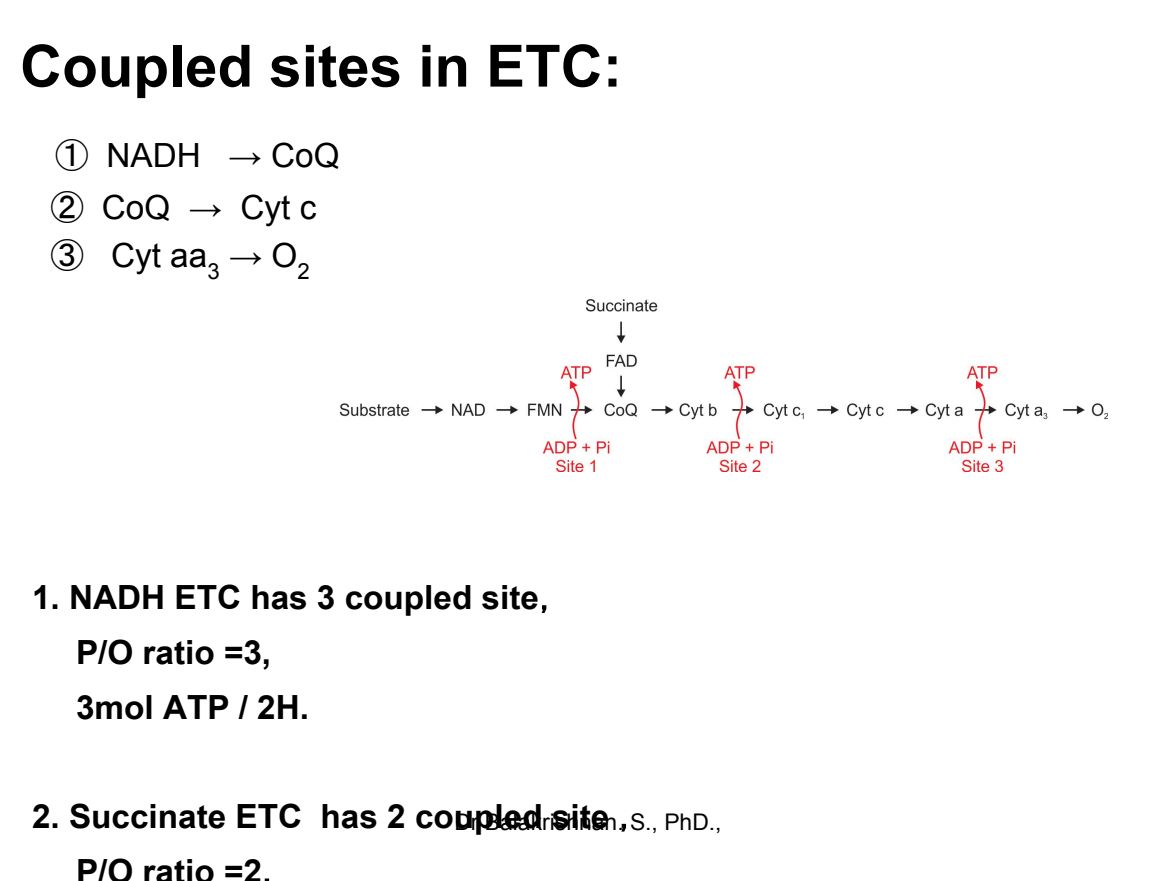 Coupled sites in ETC:
① NADH → CoQ
② CoQ → Cyt c
③ Cyt aa3 → O2
Succinate
FAD
ATP ATP ATP
Substrate → NAD → FMN → CoQ → Cyt b → Cyt c1 → Cyt c → Cyt a → Cyt a3 → O2
ADP + Pi ADP + Pi ADP + Pi
Site 1 Site 2 Site 3
1. NADH ETC has 3 coupled site,
P/O ratio =3,
3mol ATP / 2H.
2. Succinate ETC has 2 coupled site ,
Dr Balakrishnan. S., PhD.,
P/O ratio =2,